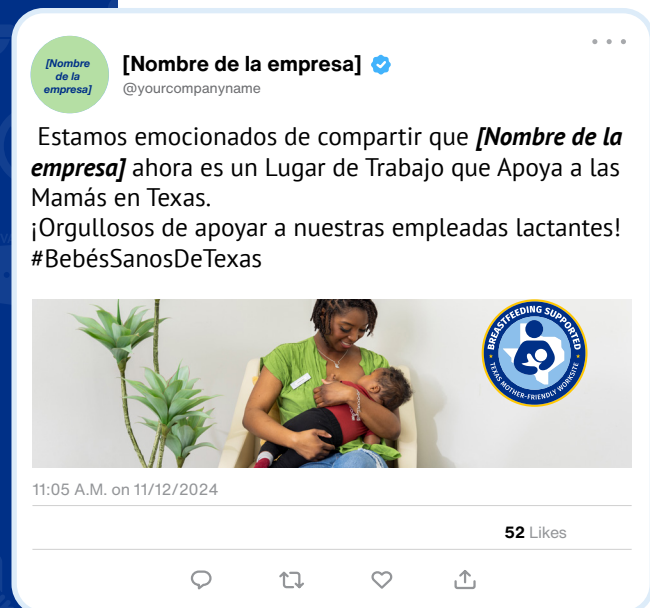 [Nombre
de la
empresa]
[Nombre de la empresa]
@yourcompanyname
Estamos emocionados de compartir que [Nombre de la
empresa] ahora es un Lugar de Trabajo que Apoya a las
Mamás en Texas.
¡Orgullosos de apoyar a nuestras empleadas lactantes!
#BebésSanosDeTexas
BREASTFEEDING SUPPORTED
TEXAS MOTHER-FRIENDLY WORKSITE
11:05 A.M. on 11/12/2024
52 Likes